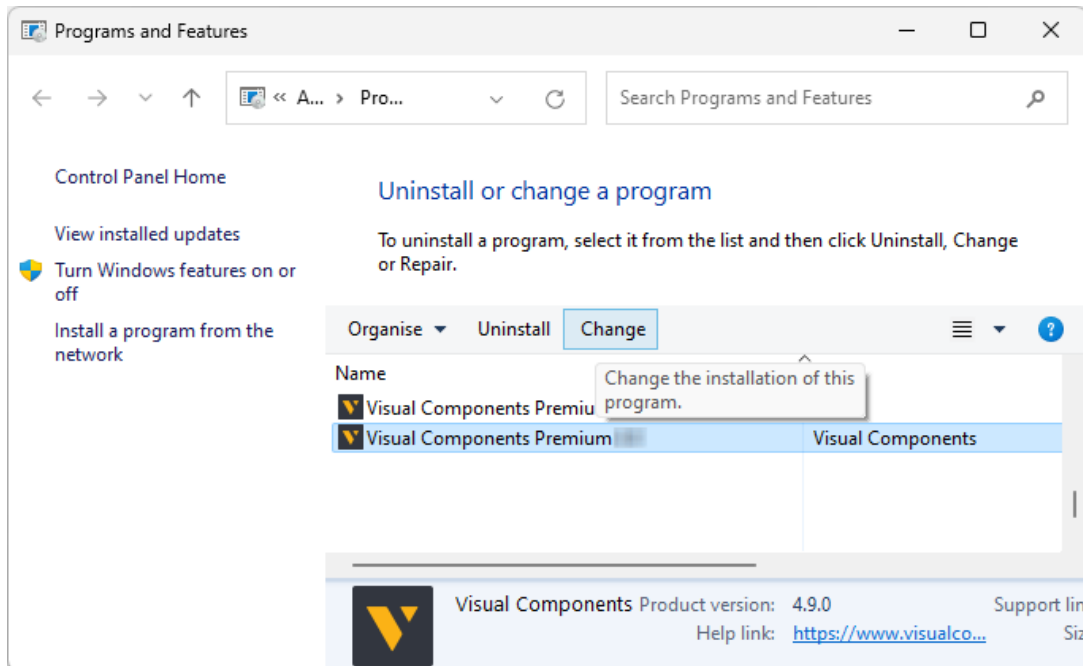 Programs and Features
« A... › Pro...
Search Programs and Features
Control Panel Home
View installed updates
Turn Windows features on or
off
Install a program from the
network
Uninstall or change a program
To uninstall a program, select it from the list and then click Uninstall, Change
or Repair.
Organise Uninstall Change
?
Name
Change the installation of this
program.
Visual Components Premiu
Visual Components Premium Visual Components
Visual Components Product version: 4.9.0 Support lin
Help link: https://www.visualco... Siz